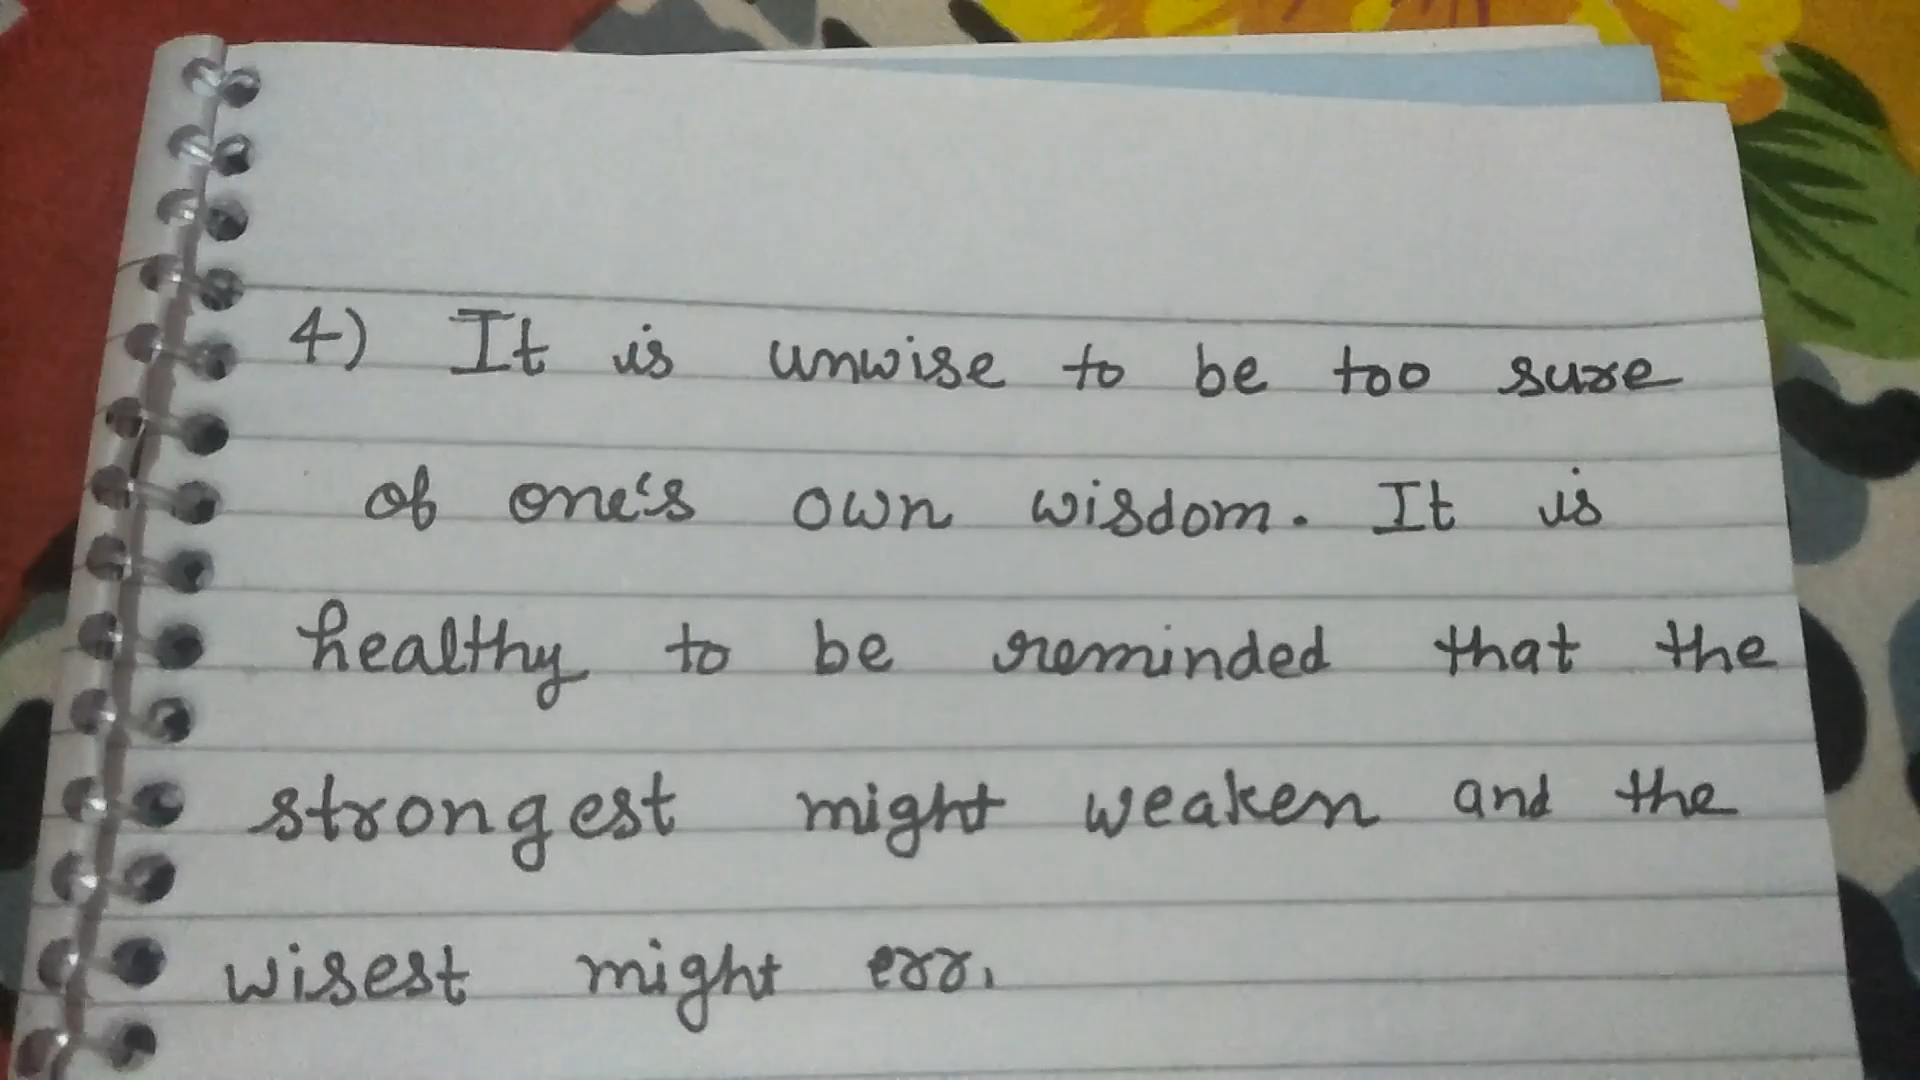 4) It is unwise to be too sure
of one's own wisdom. It is
healthy to be reminded that the
strongest might weaken and the
wisest might err.